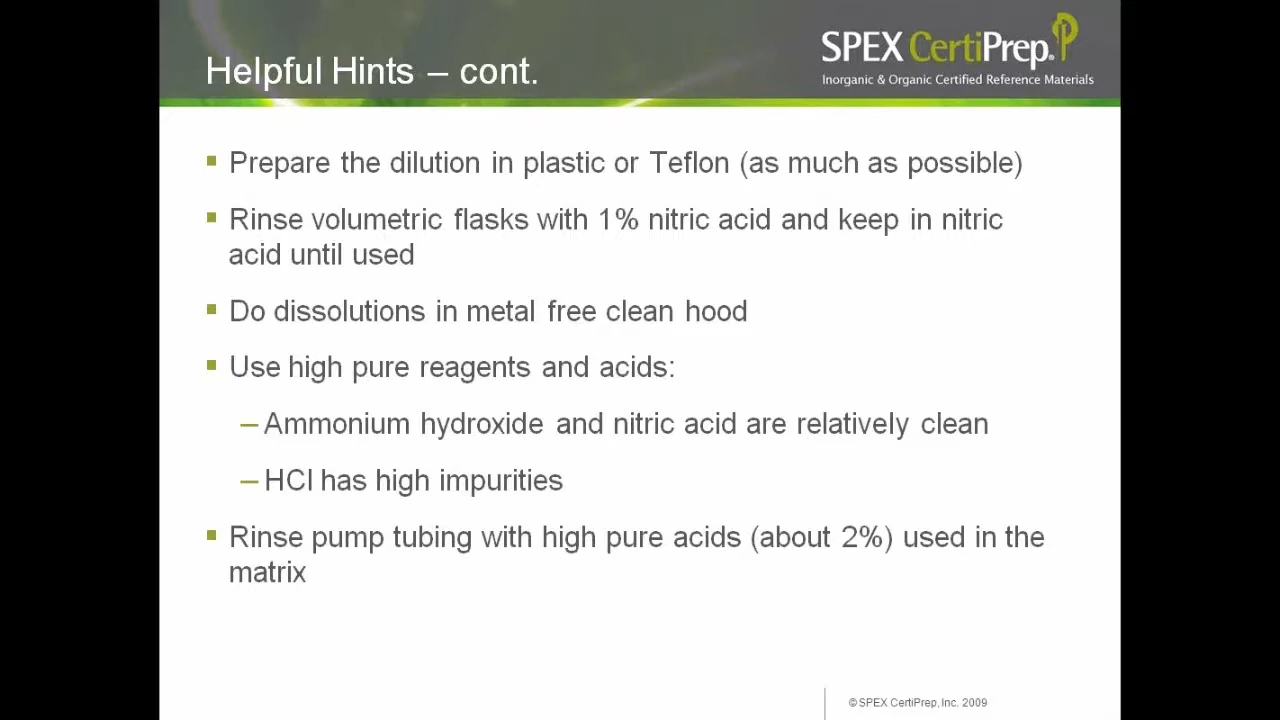 Helpful Hints – cont.
SPEX CertiPrep.®
Inorganic & Organic Certified Reference Materials
▪ Prepare the dilution in plastic or Teflon (as much as possible)
▪ Rinse volumetric flasks with 1% nitric acid and keep in nitric
acid until used
▪ Do dissolutions in metal free clean hood
▪ Use high pure reagents and acids:
– Ammonium hydroxide and nitric acid are relatively clean
– HCl has high impurities
▪ Rinse pump tubing with high pure acids (about 2%) used in the
matrix
© SPEX CertiPrep, Inc. 2009